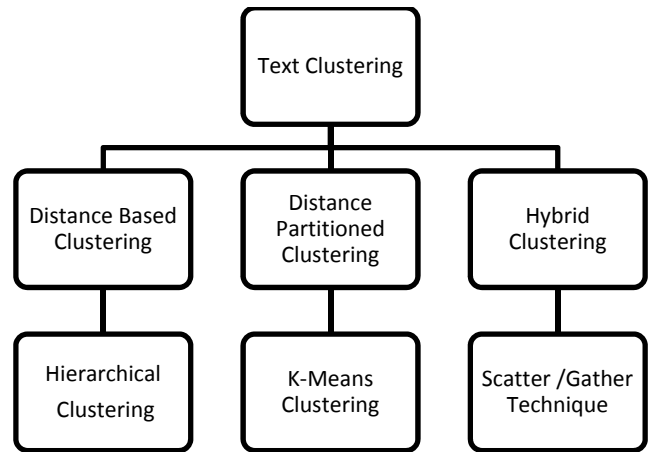 Text Clustering
Distance Based
Clustering
Distance
Partitioned
Clustering
Hybrid
Clustering
Hierarchical
Clustering
K-Means
Clustering
Scatter /Gather
Technique